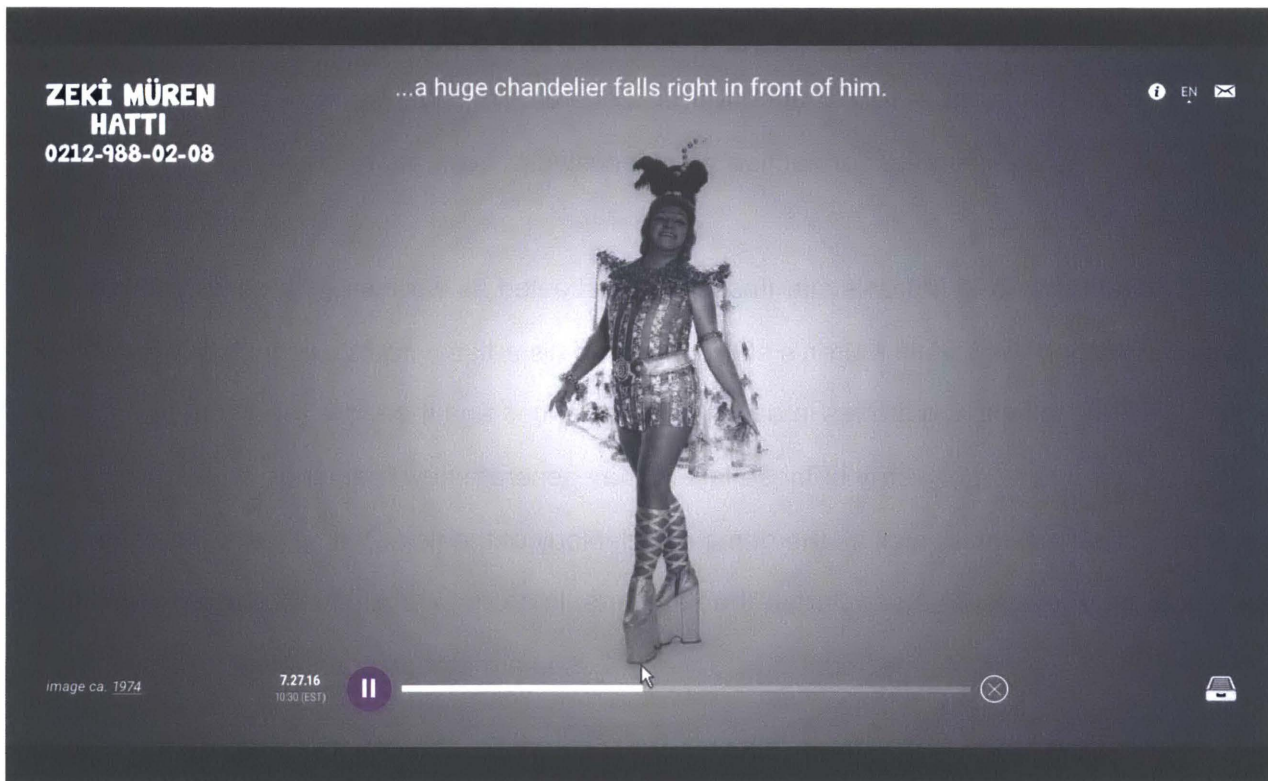 ZEKİ MÜREN
HATTI
0212-988-02-08
...a huge chandelier falls right in front of him.
EN
image ca. 1974
7.27.16
10:30 (EST)